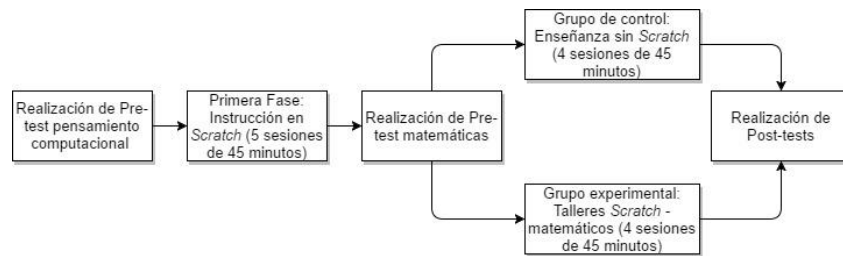 Realización de Pre-
test pensamiento
computacional
Primera Fase:
Instrucción en
Scratch (5 sesiones
de 45 minutos)
Realización de Pre-
test matemáticas
Grupo de control:
Enseñanza sin Scratch
(4 sesiones de 45
minutos)
Grupo experimental:
Talleres Scratch -
matemáticos (4 sesiones
de 45 minutos)
Realización de
Post-tests